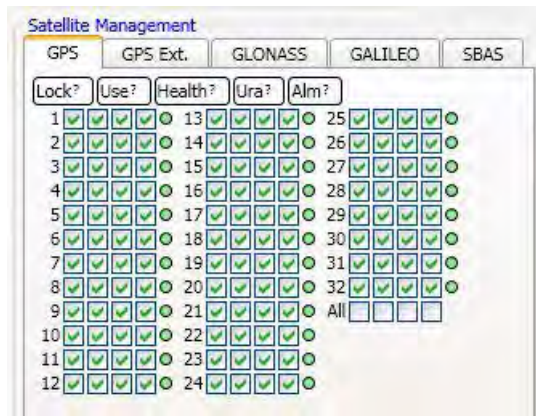 Satellite Management
GPS GPS Ext. GLONASS GALILEO SBAS
Lock? Use? Health? Ura? Alm?
1 13 25
2 14 26
3 15 27
4 16 28
5 17 29
6 18 30
7 19 31
8 20 32
9 21 All
10 22
11 23
12 24